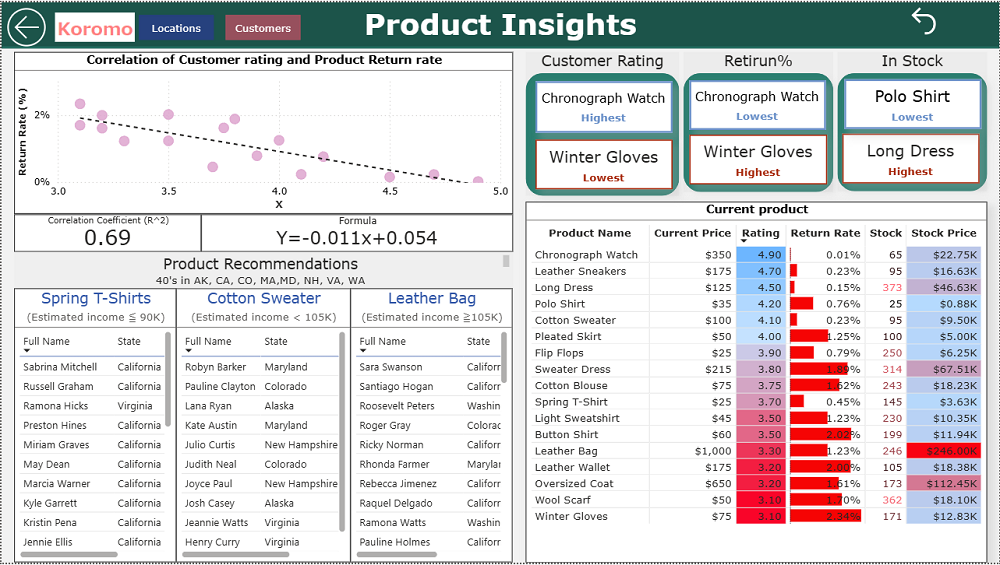 Koromo
Locations
Customers
Product Insights
Correlation of Customer rating and Product Return rate
Return Rate (%)
2%
0%
3.0 3.5 4.0 4.5 5.0
X
Correlation Coefficient (R^2)
0.69
Formula
Y=-0.011x+0.054
Product Recommendations
40's in AK, CA, CO, MA,MD, NH, VA, WA
Spring T-Shirts
(Estimated income ≦ 90K)
Full Name State
Sabrina Mitchell California
Russell Graham California
Ramona Hicks Virginia
Preston Hines California
Miriam Graves California
May Dean California
Marcia Warner California
Kyle Garrett California
Kristin Pena California
Jennie Ellis California
Cotton Sweater
(Estimated income < 105K)
Full Name State
Robyn Barker Maryland
Pauline Clayton Colorado
Lana Ryan Alaska
Kate Austin Maryland
Julio Curtis New Hampshire
Judith Neal Colorado
Joyce Paul New Hampshire
Josh Casey Alaska
Jeannie Watts Virginia
Henry Curry Virginia
Leather Bag
(Estimated income ≧105K)
Full Name State
Sara Swanson Californ
Santiago Hogan Californ
Roosevelt Peters Washin
Roger Gray Colorad
Ricky Norman Californ
Rhonda Farmer Marylar
Rebecca Jimenez Californ
Raquel Delgado Californ
Ramona Watts Washin
Pauline Holmes Californ
Customer Rating
Chronograph Watch
Highest
Winter Gloves
Lowest
Retirun%
Chronograph Watch
Lowest
Winter Gloves
Highest
In Stock
Polo Shirt
Lowest
Long Dress
Highest
Current product
Product Name Current Price Rating Return Rate Stock Stock Price
Chronograph Watch $350 4.90 0.01% 65 $22.75K
Leather Sneakers $175 4.70 0.23% 95 $16.63K
Long Dress $125 4.50 0.15% 373 $46.63K
Polo Shirt $35 4.20 0.76% 25 $0.88K
Cotton Sweater $100 4.10 0.23% 95 $9.50K
Pleated Skirt $50 4.00 1.25% 100 $5.00K
Flip Flops $25 3.90 0.79% 250 $6.25K
Sweater Dress $215 3.80 1.89% 314 $67.51K
Cotton Blouse $75 3.75 1.62% 243 $18.23K
Spring T-Shirt $25 3.70 0.45% 145 $3.63K
Light Sweatshirt $45 3.50 1.23% 230 $10.35K
Button Shirt $60 3.50 2.02% 199 $11.94K
Leather Bag $1,000 3.30 1.23% 246 $246.00K
Leather Wallet $175 3.20 2.00% 105 $18.38K
Oversized Coat $650 3.20 1.61% 173 $112.45K
Wool Scarf $50 3.10 1.70% 362 $18.10K
Winter Gloves $75 3.10 2.34% 171 $12.83K